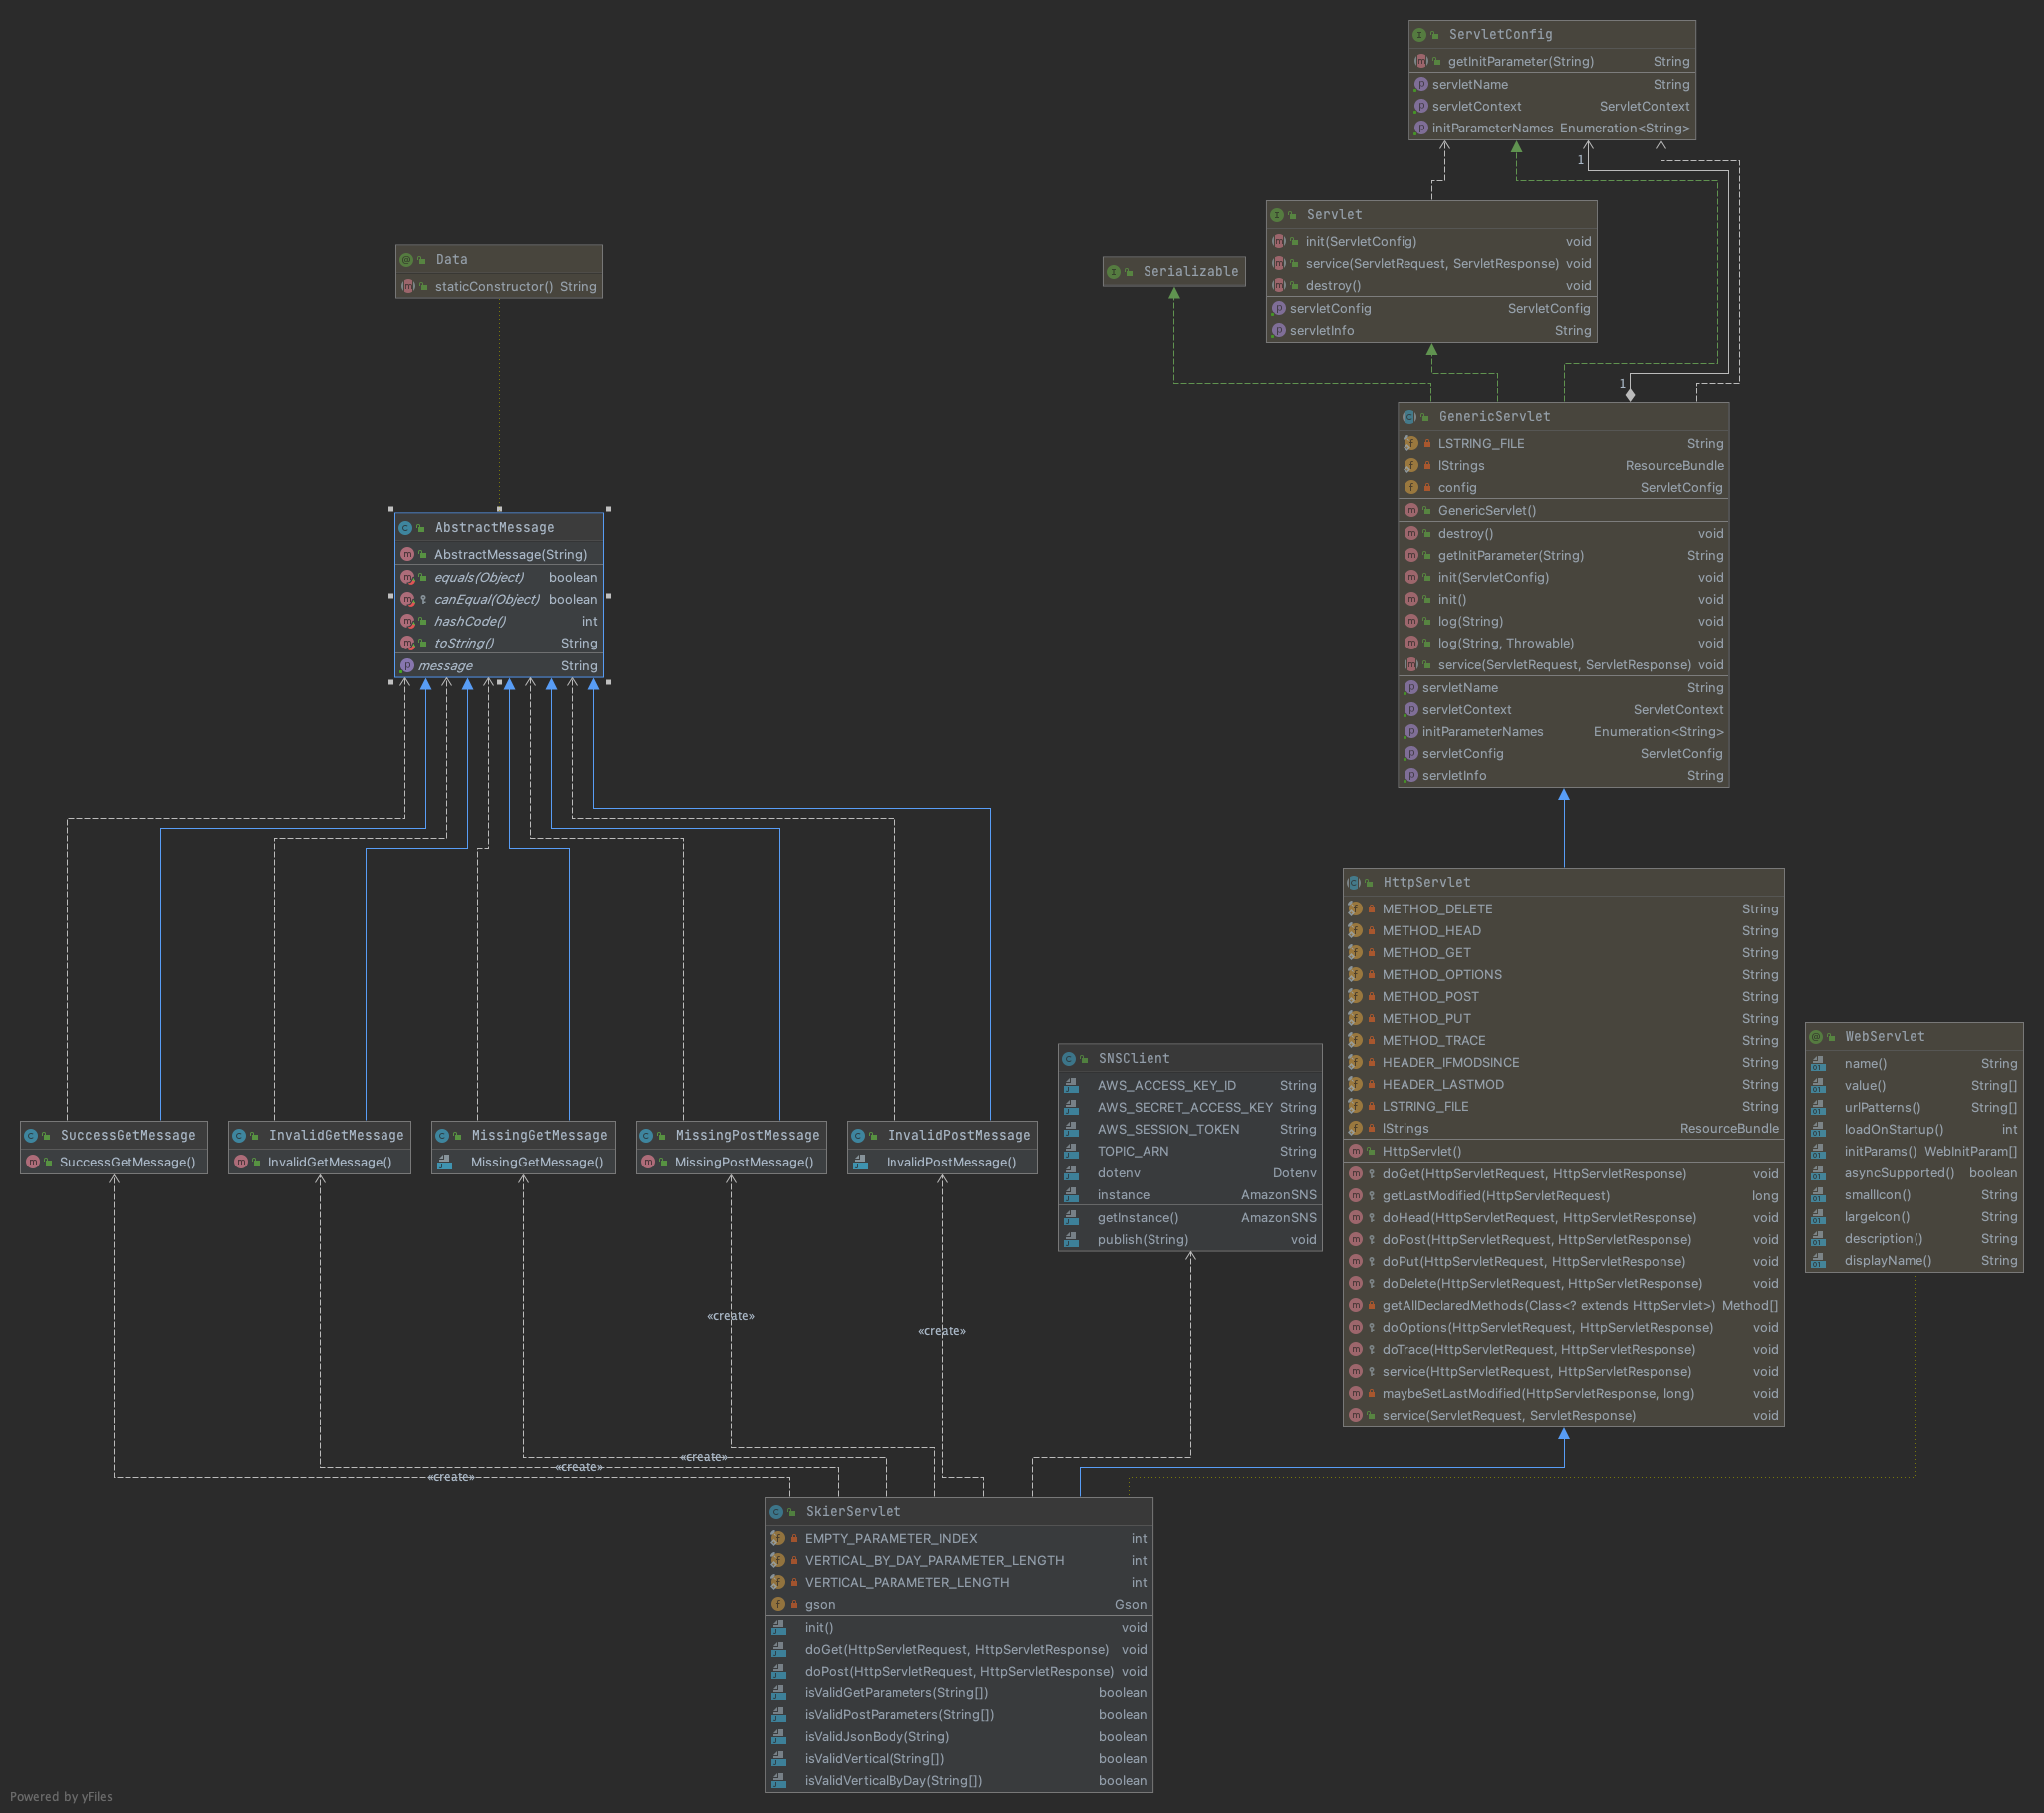 ServletConfig
getInitParameter(String) String
servletName String
servletContext ServletContext
initParameterNames Enumeration<String>
1
Servlet
init(ServletConfig) void
service(ServletRequest, ServletResponse) void
destroy() void
servletConfig ServletConfig
servletInfo String
Serializable
Data
staticConstructor() String
1
GenericServlet
LSTRING_FILE String
lStrings ResourceBundle
config ServletConfig
GenericServlet()
destroy() void
getInitParameter(String) String
init(ServletConfig) void
init() void
log(String) void
log(String, Throwable) void
service(ServletRequest, ServletResponse) void
servletName String
servletContext ServletContext
initParameterNames Enumeration<String>
servletConfig ServletConfig
servletInfo String
AbstractMessage
AbstractMessage(String)
equals(Object) boolean
canEqual(Object) boolean
hashCode() int
toString() String
message String
HttpServlet
METHOD_DELETE String
METHOD_HEAD String
METHOD_GET String
METHOD_OPTIONS String
METHOD_POST String
METHOD_PUT String
METHOD_TRACE String
HEADER_IFMODSINCE String
HEADER_LASTMOD String
LSTRING_FILE String
lStrings ResourceBundle
HttpServlet()
doGet(HttpServletRequest, HttpServletResponse) void
getLastModified(HttpServletRequest) long
doHead(HttpServletRequest, HttpServletResponse) void
doPost(HttpServletRequest, HttpServletResponse) void
doPut(HttpServletRequest, HttpServletResponse) void
doDelete(HttpServletRequest, HttpServletResponse) void
getAllDeclaredMethods(Class<? extends HttpServlet>) Method[]
doOptions(HttpServletRequest, HttpServletResponse) void
doTrace(HttpServletRequest, HttpServletResponse) void
service(HttpServletRequest, HttpServletResponse) void
maybeSetLastModified(HttpServletResponse, long) void
service(ServletRequest, ServletResponse) void
WebServlet
name() String
value() String[]
urlPatterns() String[]
loadOnStartup() int
initParams() WebInitParam[]
asyncSupported() boolean
smallIcon() String
largeIcon() String
description() String
displayName() String
SNSClient
AWS_ACCESS_KEY_ID String
AWS_SECRET_ACCESS_KEY String
AWS_SESSION_TOKEN String
TOPIC_ARN String
dotenv Dotenv
instance AmazonSNS
getInstance() AmazonSNS
publish(String) void
SuccessGetMessage
SuccessGetMessage()
InvalidGetMessage
InvalidGetMessage()
MissingGetMessage
MissingGetMessage()
MissingPostMessage
MissingPostMessage()
InvalidPostMessage
InvalidPostMessage()
«create»
«create»
«create»
«create»
«create»
SkierServlet
EMPTY_PARAMETER_INDEX int
VERTICAL_BY_DAY_PARAMETER_LENGTH int
VERTICAL_PARAMETER_LENGTH int
gson Gson
init() void
doGet(HttpServletRequest, HttpServletResponse) void
doPost(HttpServletRequest, HttpServletResponse) void
isValidGetParameters(String[]) boolean
isValidPostParameters(String[]) boolean
isValidJsonBody(String) boolean
isValidVertical(String[]) boolean
isValidVerticalByDay(String[]) boolean
Powered by yFiles